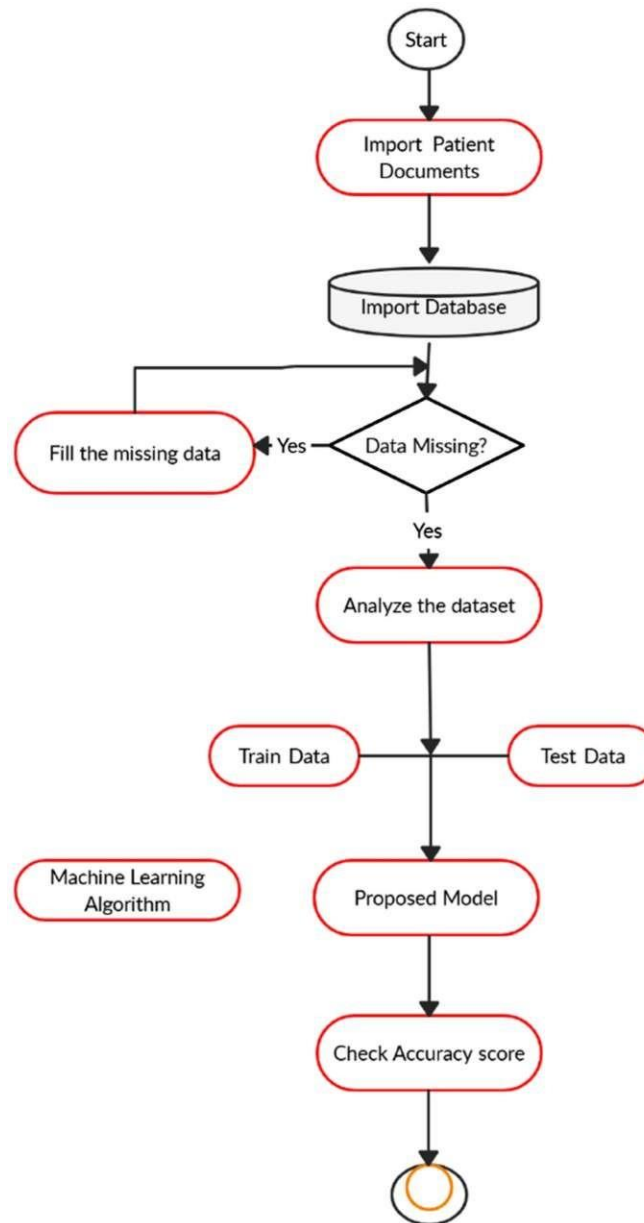 Start
Import Patient
Documents
Import Database
Fill the missing data
Yes
Data Missing?
Yes
Analyze the dataset
Train Data
Test Data
Machine Learning
Algorithm
Proposed Model
Check Accuracy score